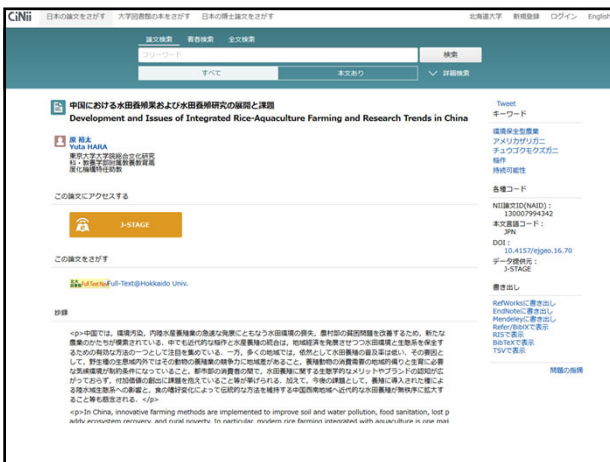 CiNii 日本の論文をさがす 大学図書館の本をさがす 日本の博士論文をさがす 北海道大学 新規登録 ログイン English
論文検索 著者検索 全文検索
フリーワード 検索
すべて 本文あり 詳細検索
中国における水田養殖業および水田養殖研究の展開と課題
Development and Issues of Integrated Rice-Aquaculture Farming and Research Trends in China
原 裕太
Yuta HARA
東京大学大学院総合文化研究
科・教養学部附属教養教育高
度化機構特任助教
この論文にアクセスする
J-STAGE
この論文をさがす
Full-Text@Hokkaido Univ.
抄録
<p>中国では，環境汚染，内陸水産養殖業の急速な発展にともなう水田環境の喪失，農村部の貧困問題を改善するため，新たな
農業のかたちが模索されている．中でも近代的な稲作と水産養殖の統合は，地域経済を発展させつつ水田環境と生態系を保全す
るための有効な方法の一つとして注目を集めている．一方，多くの地域では，依然として水田養殖の普及率は低い．その要因と
して，野生種の生息域内外ではその動物の養殖業の競争力に地域差があること，養殖動物の消費需要の地域的偏りと生育に必要
な気候環境が制約条件になっていること，都市部の消費者の間で，水田養殖に関する生態学的なメリットやブランドの認知が広
がっておらず，付加価値の創出に課題を抱えていること等が挙げられる．加えて，今後の課題として，養殖に導入された種によ
る陸水域生態系への影響と，食の嗜好変化によって伝統的な方法を維持する中国西南地域へ近代的な水田養殖が無秩序に拡大す
ること等も懸念される．</p>
<p>In China, innovative farming methods are implemented to improve soil and water pollution, food sanitation, lost p
addy ecosystem recovery, and rural poverty. In particular, modern rice farming integrated with aquaculture is one mai
Tweet
キーワード
環境保全型農業
アメリカザリガニ
チュウゴクモクズガニ
稲作
持続可能性
各種コード
NII論文ID(NAID)：
130007994342
本文言語コード：
JPN
DOI：
10.4157/ejgeo.16.70
データ提供元：
J-STAGE
書き出し
RefWorksに書き出し
EndNoteに書き出し
Mendeleyに書き出し
Refer/BibIXで表示
RISで表示
BibTeXで表示
TSVで表示
問題の指摘